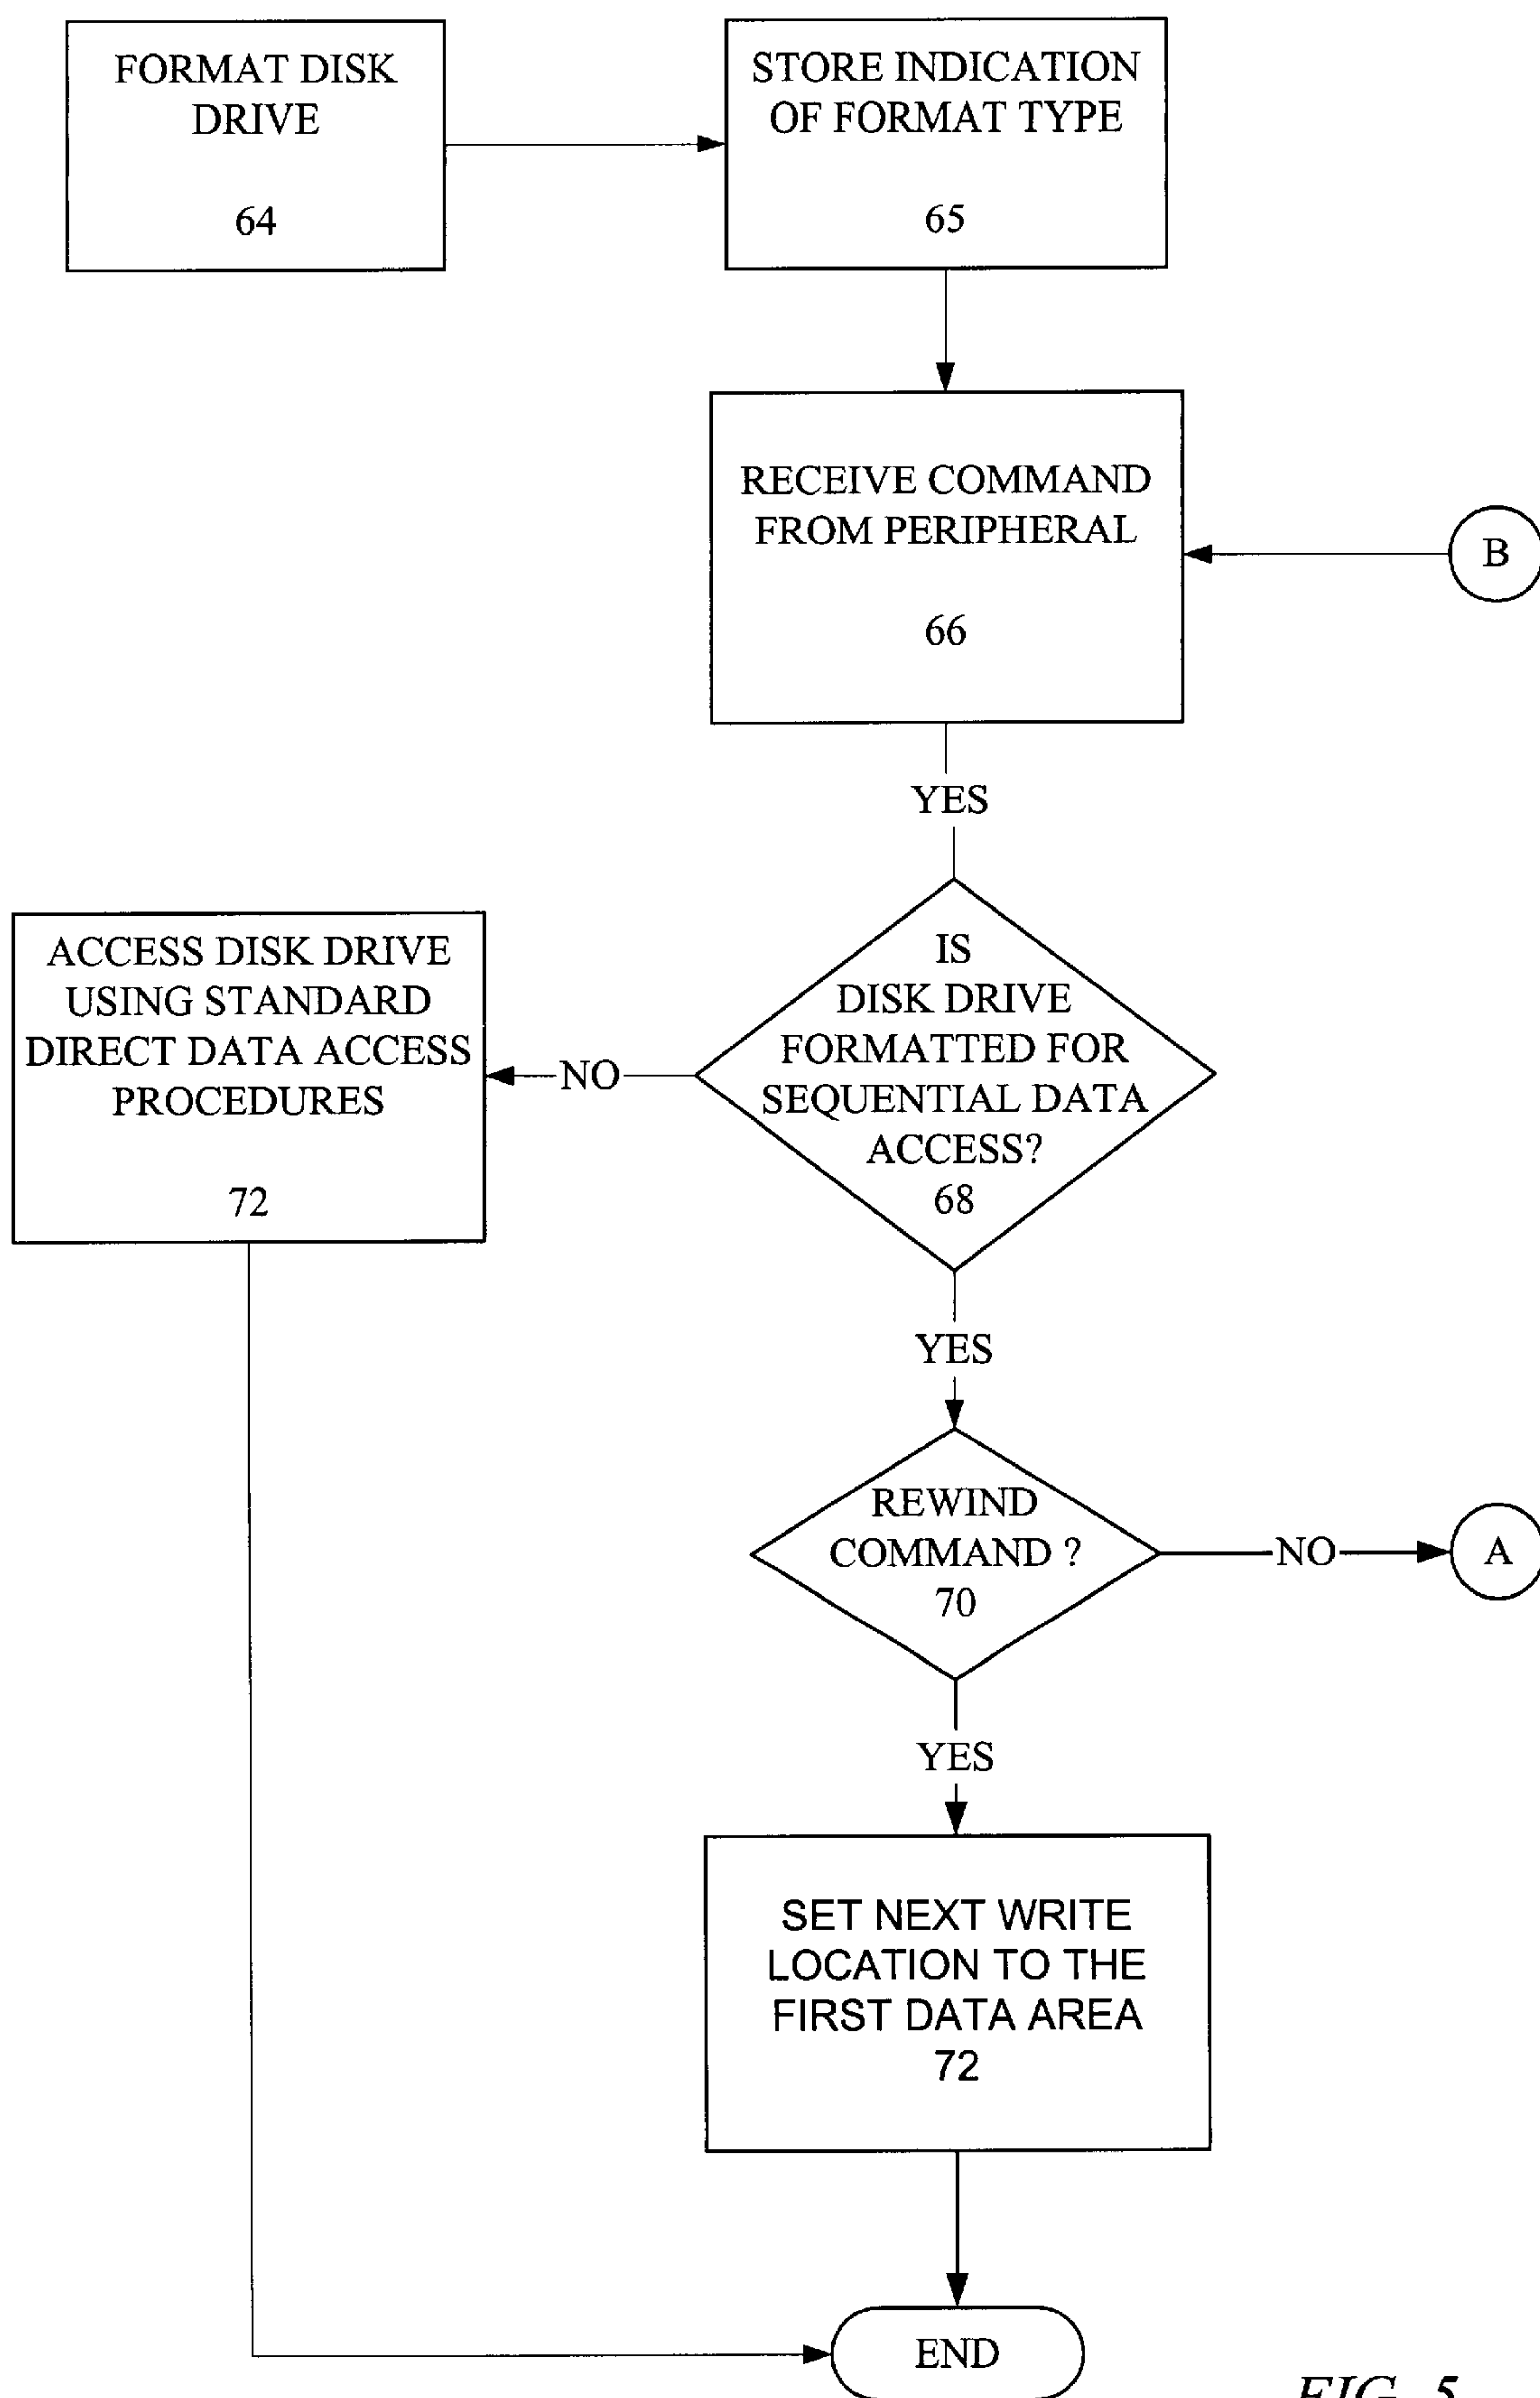 FORMAT DISK
DRIVE
64
STORE INDICATION
OF FORMAT TYPE
65
RECEIVE COMMAND
FROM PERIPHERAL
66
B
YES
ACCESS DISK DRIVE
USING STANDARD
DIRECT DATA ACCESS
PROCEDURES
72
NO
IS
DISK DRIVE
FORMATTED FOR
SEQUENTIAL DATA
ACCESS?
68
YES
REWIND
COMMAND ?
70
NO
A
YES
SET NEXT WRITE
LOCATION TO THE
FIRST DATA AREA
72
END
FIG. 5